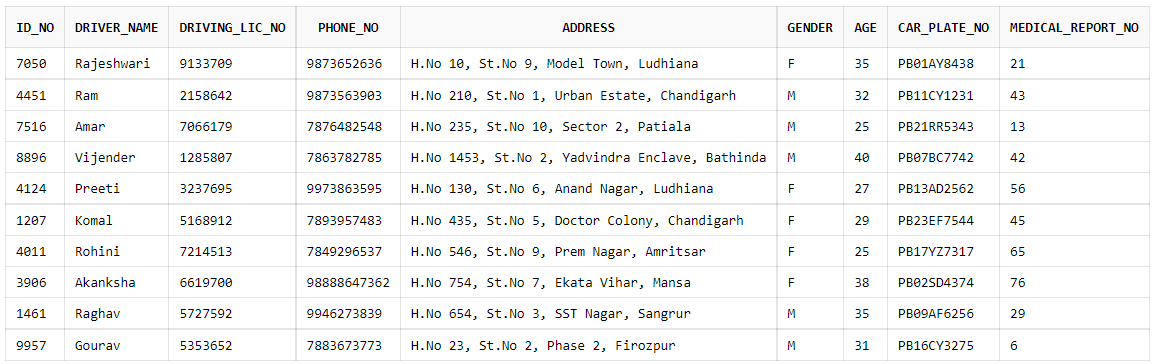 ID_NO DRIVER_NAME DRIVING_LIC_NO PHONE_NO ADDRESS GENDER AGE CAR_PLATE_NO MEDICAL_REPORT_NO
7050 Rajeshwari 9133709 9873652636 H.No 10, St.No 9, Model Town, Ludhiana F 35 PB01AY8438 21
4451 Ram 2158642 9873563903 H.No 210, St.No 1, Urban Estate, Chandigarh M 32 PB11CY1231 43
7516 Amar 7066179 7876482548 H.No 235, St.No 10, Sector 2, Patiala M 25 PB21RR5343 13
8896 Vijender 1285807 7863782785 H.No 1453, St.No 2, Yadvindra Enclave, Bathinda M 40 PB07BC7742 42
4124 Preeti 3237695 9973863595 H.No 130, St.No 6, Anand Nagar, Ludhiana F 27 PB13AD2562 56
1207 Komal 5168912 7893957483 H.No 435, St.No 5, Doctor Colony, Chandigarh F 29 PB23EF7544 45
4011 Rohini 7214513 7849296537 H.No 546, St.No 9, Prem Nagar, Amritsar F 25 PB17YZ7317 65
3906 Akanksha 6619700 98888647362 H.No 754, St.No 7, Ekata Vihar, Mansa F 38 PB02SD4374 76
1461 Raghav 5727592 9946273839 H.No 654, St.No 3, SST Nagar, Sangrur M 35 PB09AF6256 29
9957 Gourav 5353652 7883673773 H.No 23, St.No 2, Phase 2, Firozpur M 31 PB16CY3275 6